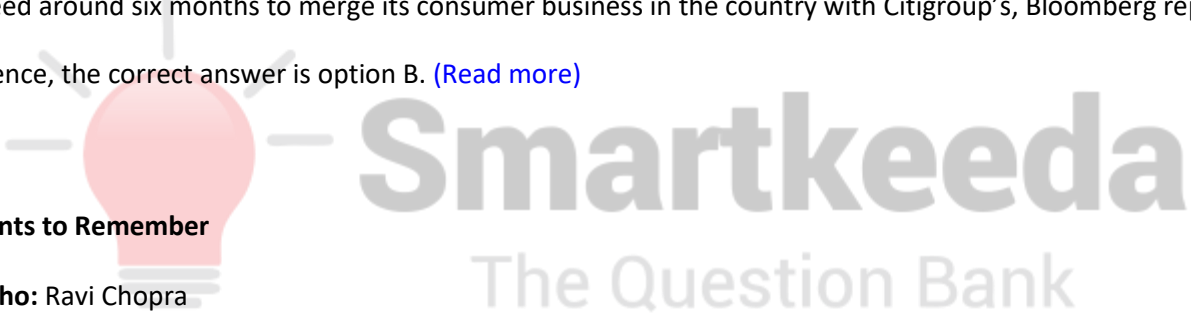 eed around six months to merge its consumer business in the country with Citigroup's, Bloomberg rep
ence, the correct answer is option B. (Read more)
Smartkeeda
The Question Bank
nts to Remember
ho: Ravi Chopra